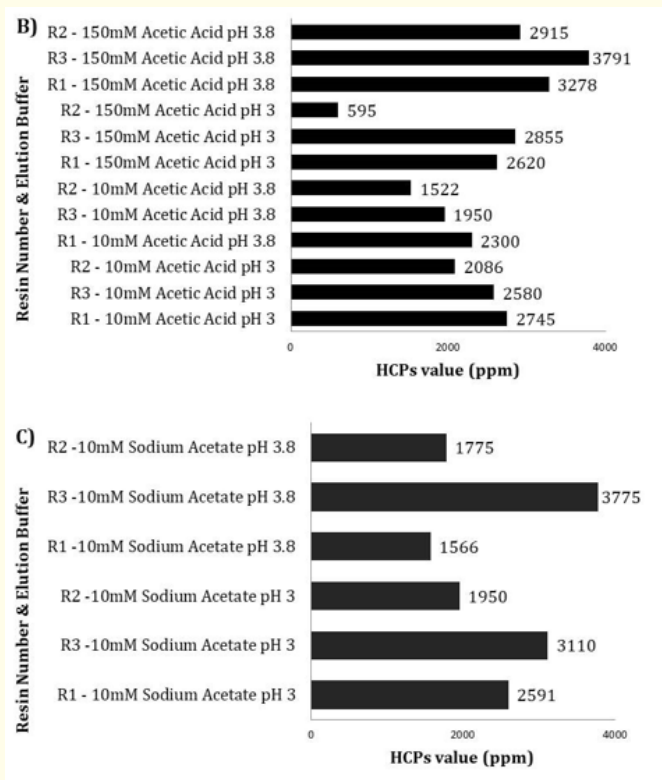 B)
Resin Number & Elution Buffer
R2 - 150mM Acetic Acid pH 3.8 2915
R3 - 150mM Acetic Acid pH 3.8 3791
R1 - 150mM Acetic Acid pH 3.8 3278
R2 - 150mM Acetic Acid pH 3 595
R3 - 150mM Acetic Acid pH 3 2855
R1 - 150mM Acetic Acid pH 3 2620
R2 - 10mM Acetic Acid pH 3.8 1522
R3 - 10mM Acetic Acid pH 3.8 1950
R1 - 10mM Acetic Acid pH 3.8 2300
R2 - 10mM Acetic Acid pH 3 2086
R3 - 10mM Acetic Acid pH 3 2580
R1 - 10mM Acetic Acid pH 3 2745
0 2000 4000
HCPs value (ppm)
C)
Resin Number & Elution Buffer
R2 -10mM Sodium Acetate pH 3.8 1775
R3 -10mM Sodium Acetate pH 3.8 3775
R1 -10mM Sodium Acetate pH 3.8 1566
R2 -10mM Sodium Acetate pH 3 1950
R3 -10mM Sodium Acetate pH 3 3110
R1 - 10mM Sodium Acetate pH 3 2591
0 2000 4000
HCPs value (ppm)